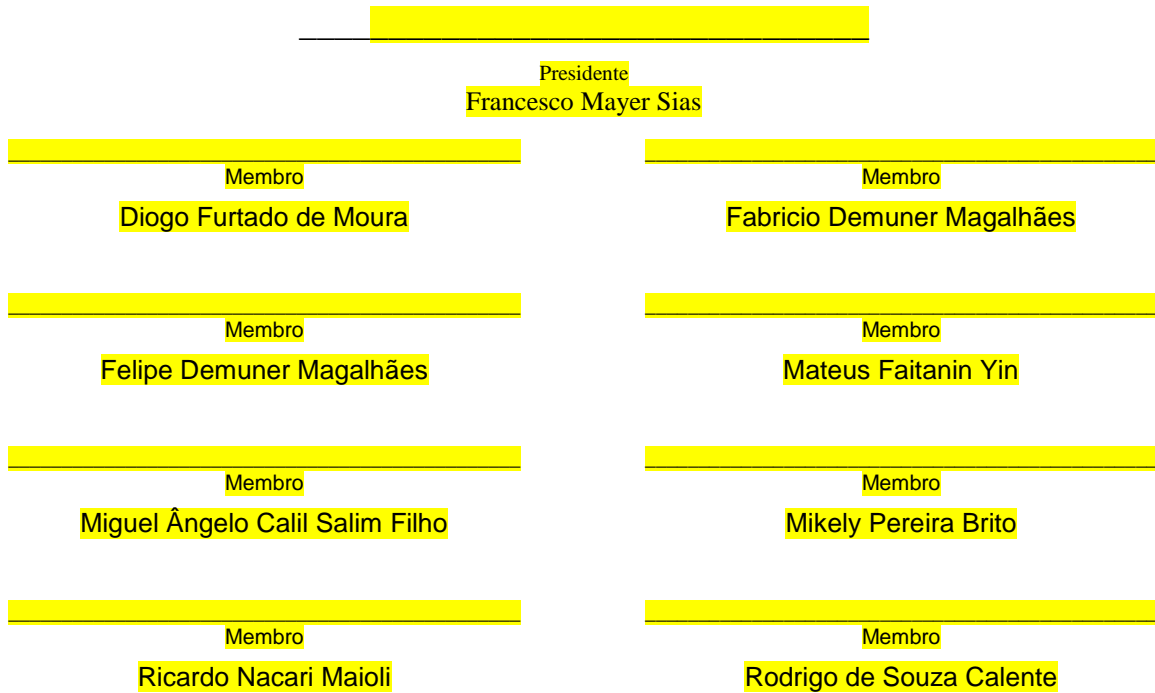 Presidente
Francesco Mayer Sias
Membro
Diogo Furtado de Moura
Membro
Fabricio Demuner Magalhães
Membro
Felipe Demuner Magalhães
Membro
Mateus Faitanin Yin
Membro
Miguel Ângelo Calil Salim Filho
Membro
Mikely Pereira Brito
Membro
Ricardo Nacari Maioli
Membro
Rodrigo de Souza Calente